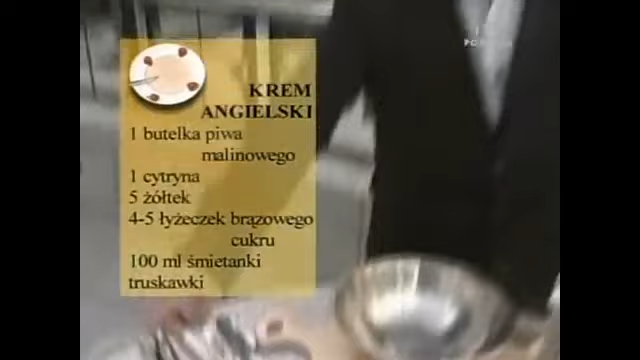 KREM
ANGIELSKI
1 butelka piwa
malinowego
1 cytryna
5 żółtek
4-5 łyżeczek brązowego
cukru
100 ml śmietanki
truskawki